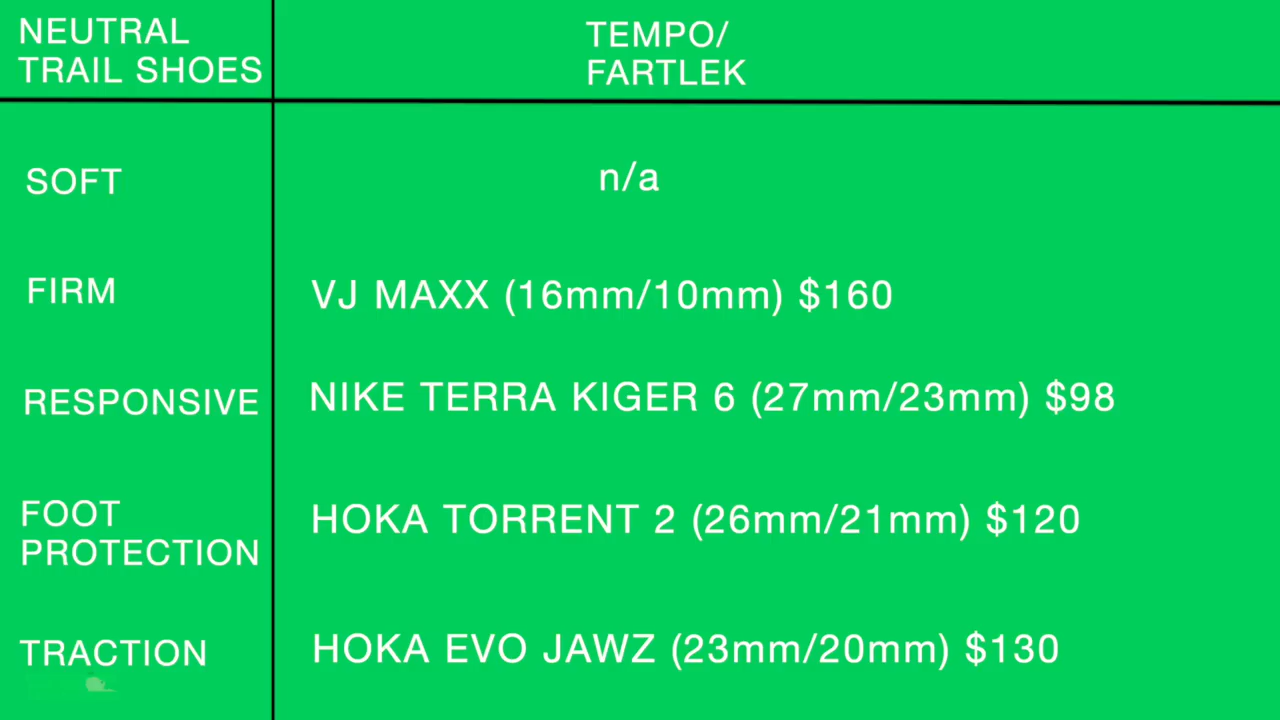 NEUTRAL
TRAIL SHOES
TEMPO/
FARTLEK
SOFT
n/a
FIRM
VJ MAXX (16mm/10mm) $160
RESPONSIVE
NIKE TERRA KIGER 6 (27mm/23mm) $98
FOOT
PROTECTION
HOKA TORRENT 2 (26mm/21mm) $120
TRACTION
HOKA EVO JAWZ (23mm/20mm) $130